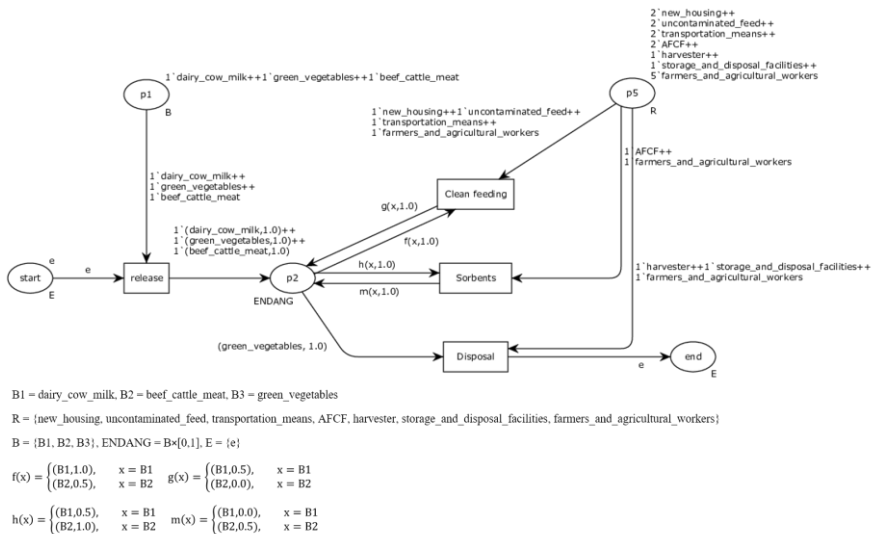 2`new_housing++
2`uncontaminated_feed++
2`transportation_means++
2`AFCF++
1`harvester++
1`storage_and_disposal_facilities++
5`farmers_and_agricultural_workers
1`dairy_cow_milk++1`green_vegetables++1`beef_cattle_meat
p1
B
p5
R
1`new_housing++1`uncontaminated_feed++
1`transportation_means++
1`farmers_and_agricultural_workers
1`AFCF++
1`farmers_and_agricultural_workers
1`dairy_cow_milk++
1`green_vegetables++
1`beef_cattle_meat
Clean feeding
g(x,1.0)
f(x,1.0)
1`(dairy_cow_milk,1.0)++
1`(green_vegetables,1.0)++
1`(beef_cattle_meat,1.0)
e
start
E
e
release
p2
ENDANG
h(x,1.0)
m(x,1.0)
Sorbents
1`harvester++1`storage_and_disposal_facilities++
1`farmers_and_agricultural_workers
(green_vegetables, 1.0)
Disposal
e
end
E
B1 = dairy_cow_milk, B2 = beef_cattle_meat, B3 = green_vegetables
R = {new_housing, uncontaminated_feed, transportation_means, AFCF, harvester, storage_and_disposal_facilities, farmers_and_agricultural_workers}
B = {B1, B2, B3}, ENDANG = B×[0,1], E = {e}
f(x) = {(B1,1.0), x = B1 g(x) = {(B1,0.5), x = B1
(B2,0.5), x = B2 (B2,0.0), x = B2
h(x) = {(B1,0.5), x = B1 m(x) = {(B1,0.0), x = B1
(B2,1.0), x = B2 (B2,0.5), x = B2